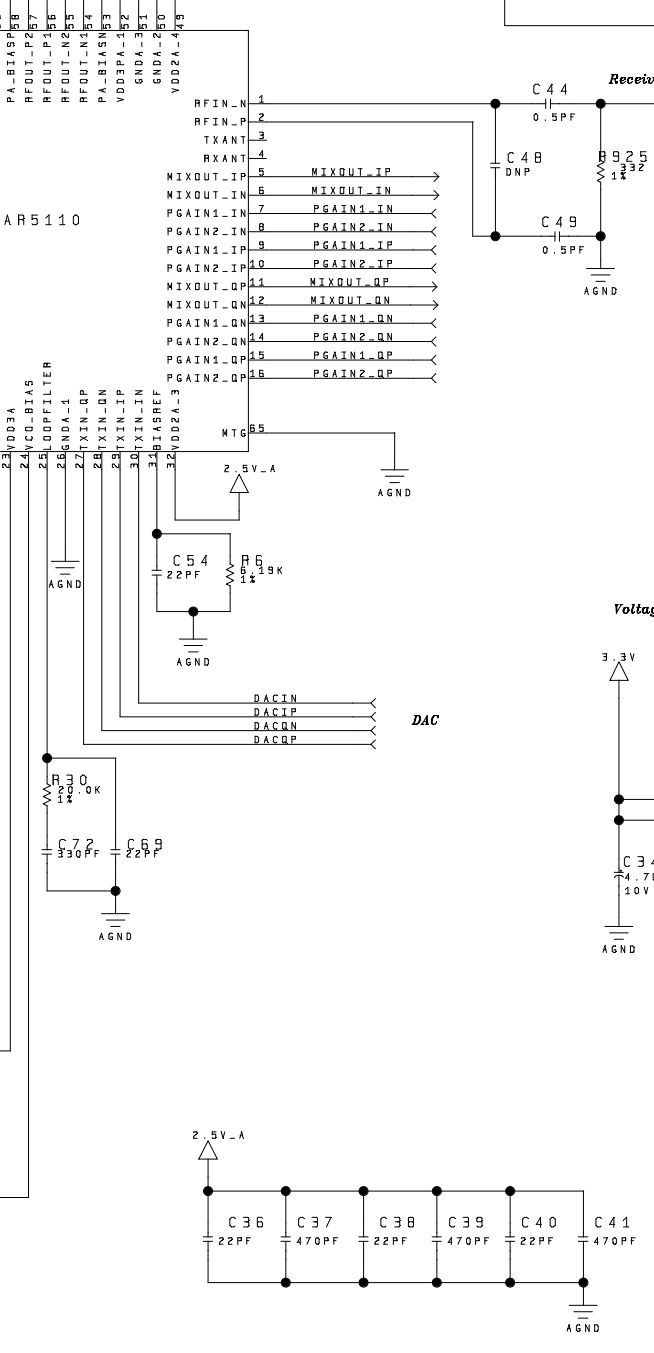 PA_BIASP 58
RFOUT_P2 57
RFOUT_P1 56
RFOUT_N2 55
RFOUT_N1 54
PA_BIASN 53
VDD3PA_1 52
GNDA_3 51
GNDA_2 50
VDD2A_4 49
Receiv
RFIN_N 1
C44
0.5PF
RFIN_P 2
TXANT 3
RXANT 4
C48
DNP
R925
332
1%
MIXOUT_IP 5 MIXOUT_IP
MIXOUT_IN 6 MIXOUT_IN
PGAIN1_IN 7 PGAIN1_IN
AR5110
PGAIN2_IN 8 PGAIN2_IN
C49
0.5PF
PGAIN1_IP 9 PGAIN1_IP
PGAIN2_IP 10 PGAIN2_IP
AGND
MIXOUT_QP 11 MIXOUT_QP
MIXOUT_QN 12 MIXOUT_QN
PGAIN1_QN 13 PGAIN1_QN
PGAIN2_QN 14 PGAIN2_QN
PGAIN1_QP 15 PGAIN1_QP
PGAIN2_QP 16 PGAIN2_QP
MTG 65
AGND
23 VDD3A
24 VCO_BIAS
25 LOOPFILTER
26 GNDA_1
27 TXIN_QP
28 TXIN_QN
29 TXIN_IP
30 TXIN_IN
31 BIASREF
32 VDD2A_3
2.5V_A
C54
22PF
R6
6.19K
1%
AGND
AGND
Voltag
3.3V
DACIN
DACIP
DACQN
DACQP
DAC
R30
20.0K
1%
C72
330PF
C69
22PF
AGND
C34
4.7U
10V
AGND
2.5V_A
C36
22PF
C37
470PF
C38
22PF
C39
470PF
C40
22PF
C41
470PF
AGND